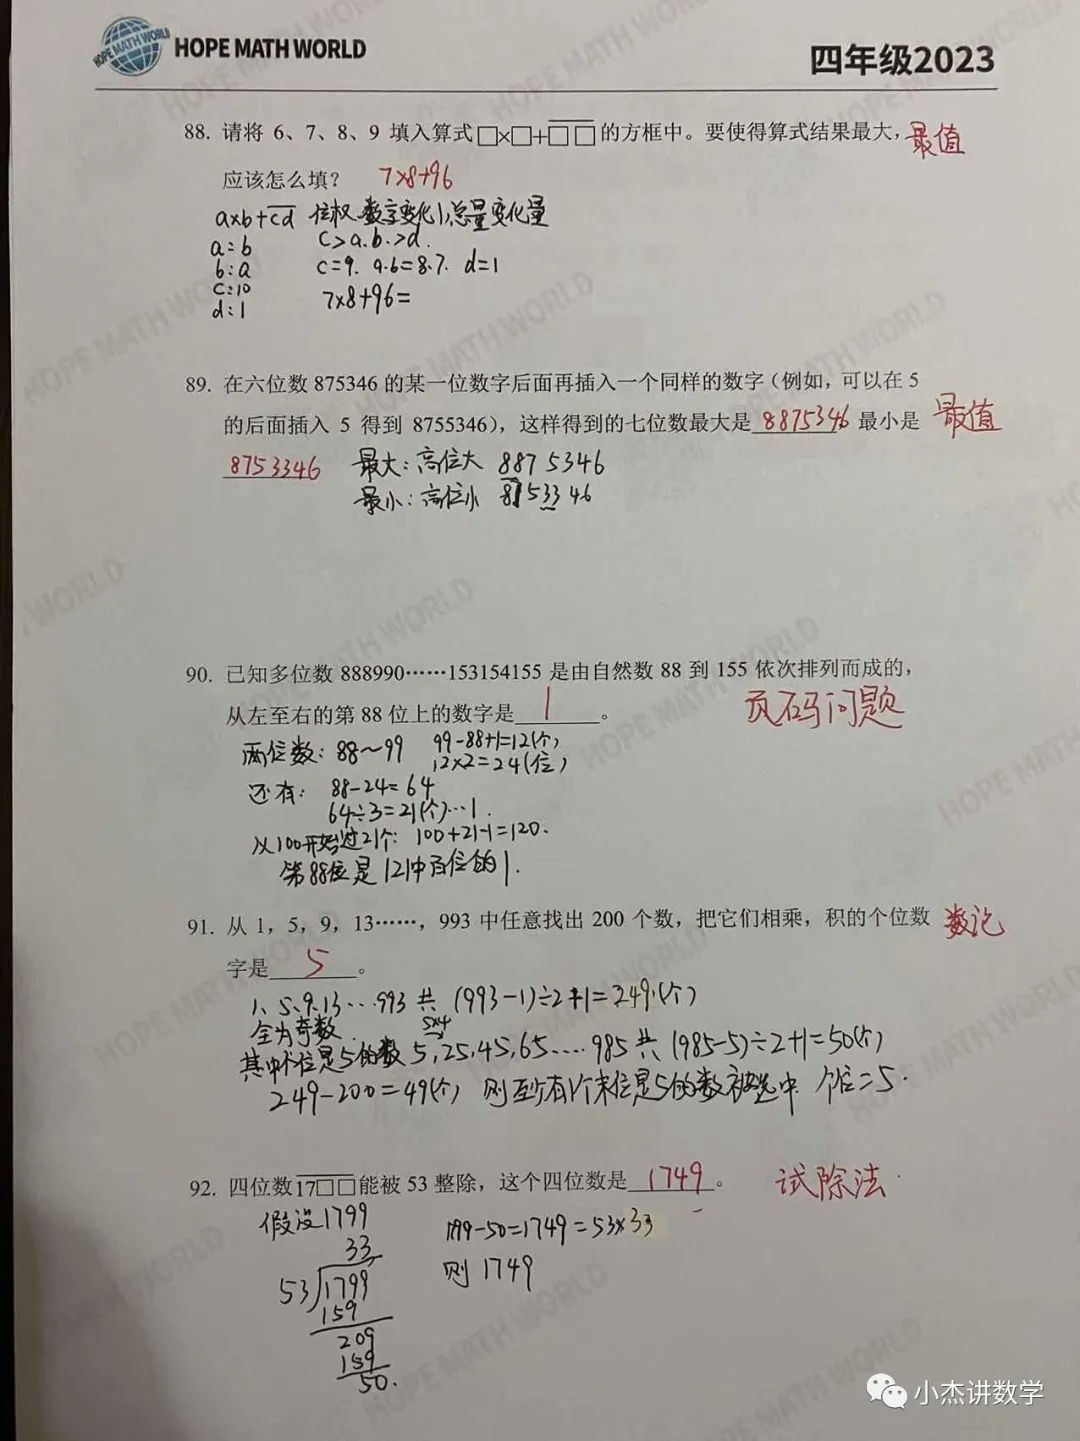 HOPE MATH WORLD
四年级2023
88. 请将 6、7、8、9 填入算式□×□+□□的方框中。要使得算式结果最大, 最值
应该怎么填? 7×8+96
a×b+cd 位权 数字变化1,总量变化量
a=b c>a.b.>d.
b=a c=9. a.b=8.7. d=1
c=10 7×8+96=
d=1
89. 在六位数 875346 的某一位数字后面再插入一个同样的数字(例如,可以在 5
的后面插入 5 得到 8755346),这样得到的七位数最大是 8875346 最小是 最值
8753346 最大:高位大 8875346
最小:高位小 8753346
90. 已知多位数 888990……153154155 是由自然数 88 到 155 依次排列而成的,
从左至右的第 88 位上的数字是 1 。 页码问题
两位数: 88~99 99-88+1=12(个)
12×2=24(位)
还有: 88-24=64
64÷3=21(个)…1.
从100开始过21个: 100+21-1=120.
第88位是121中百位的1.
91. 从 1,5,9,13……,993 中任意找出 200 个数,把它们相乘,积的个位数 数论
字是 5 。
1、5、9、13…993 共 (993-1)÷2+1=249.(个)
全为奇数. 5×4
其中个位是5的数 5,25,45,65....985 共 (985-5)÷2+1=50(个)
249-200=49(个) 则至少有1个末位是5的数被选中. 个位=5.
92. 四位数17□□能被 53 整除,这个四位数是 1749 。 试除法
假设1799 1799-50=1749=53×33
33 则 1749
53 1799
159
209
159
50.
小杰讲数学